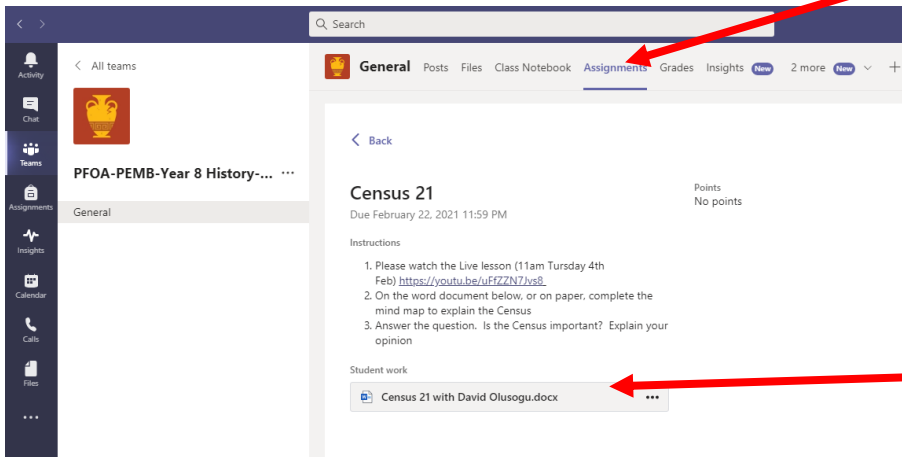 Search
Activity
Chat
Teams
Assignments
Insights
Calendar
Calls
Files
All teams
PFOA-PEMB-Year 8 History-... ...
General
General Posts Files Class Notebook Assignments Grades Insights New 2 more New
Back
Census 21
Due February 22, 2021 11:59 PM
Points
No points
Instructions
1. Please watch the Live lesson (11am Tursday 4th
Feb) https://youtu.be/uFfZZN7Jvs8
2. On the word document below, or on paper, complete the
mind map to explain the Census
3. Answer the question. Is the Census important? Explain your
opinion
Student work
Census 21 with David Olusogu.docx